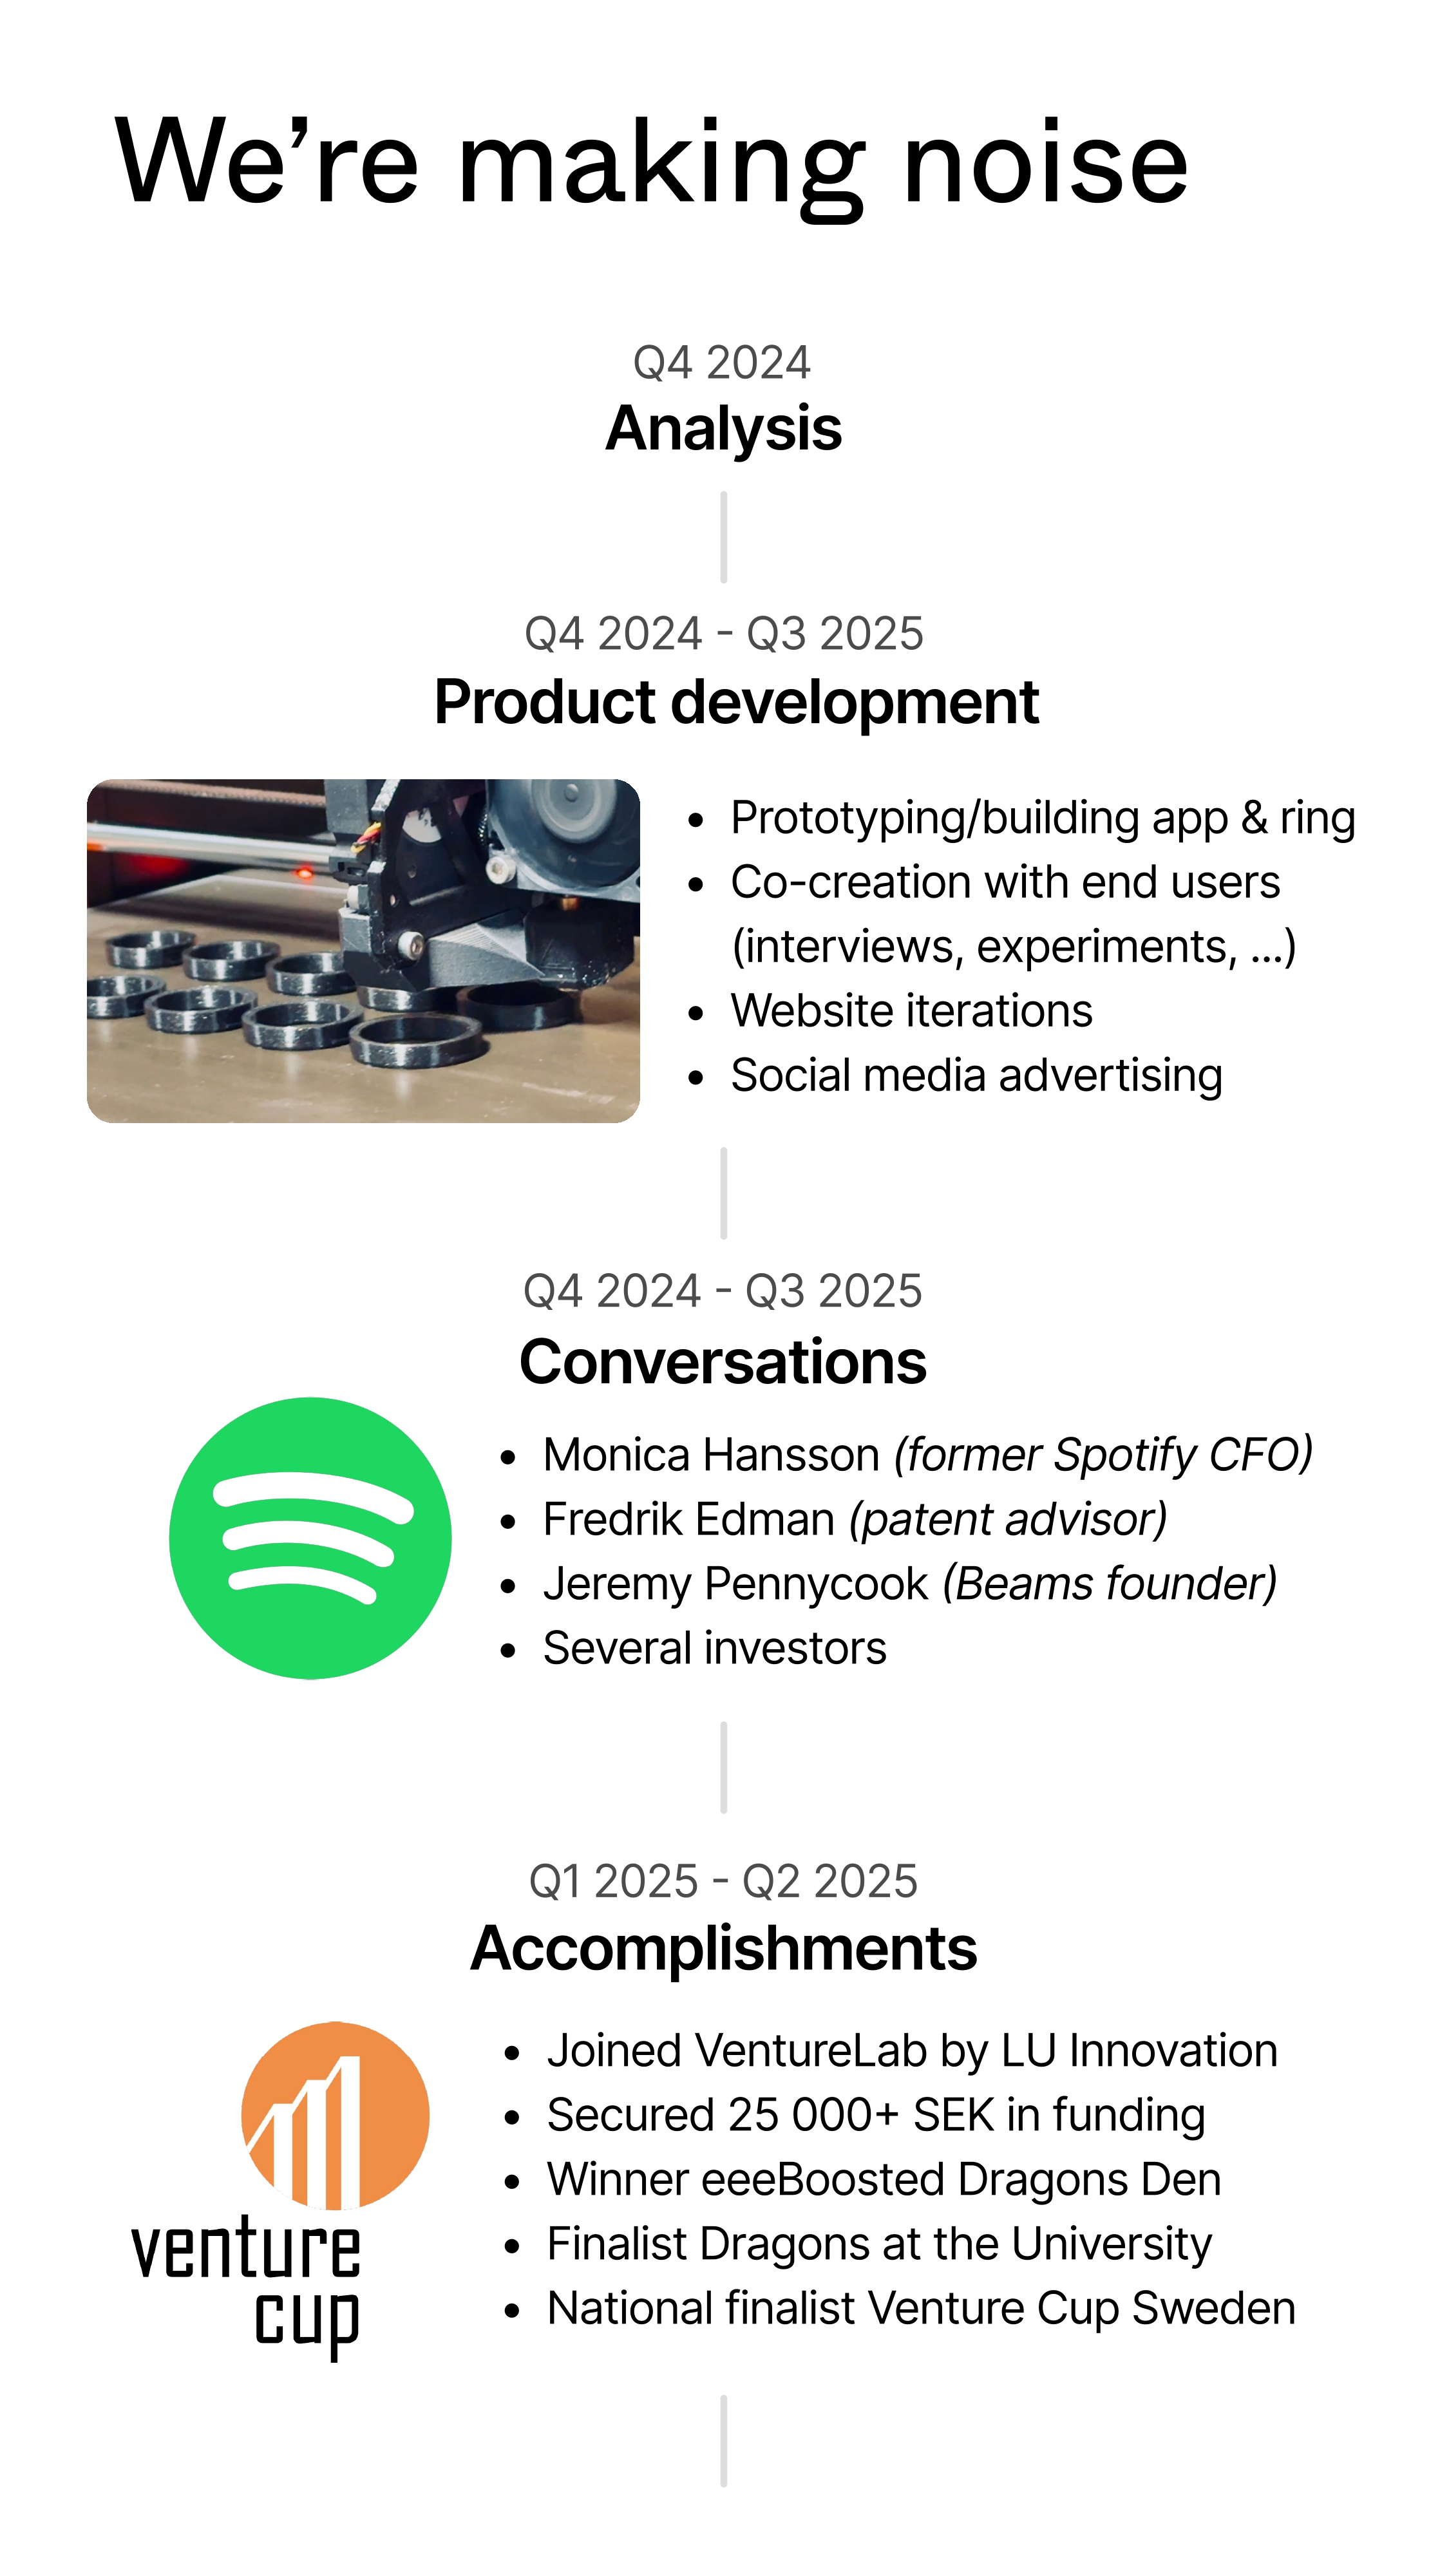 We’re making noise
Q4 2024
Analysis
Q4 2024 - Q3 2025
Product development
• Prototyping/building app & ring
• Co-creation with end users
(interviews, experiments, ...)
• Website iterations
• Social media advertising
Q4 2024 - Q3 2025
Conversations
• Monica Hansson (former Spotify CFO)
• Fredrik Edman (patent advisor)
• Jeremy Pennycook (Beams founder)
• Several investors
Q1 2025 - Q2 2025
Accomplishments
• Joined VentureLab by LU Innovation
• Secured 25 000+ SEK in funding
• Winner eeeBoosted Dragons Den
• Finalist Dragons at the University
• National finalist Venture Cup Sweden
venture
cup